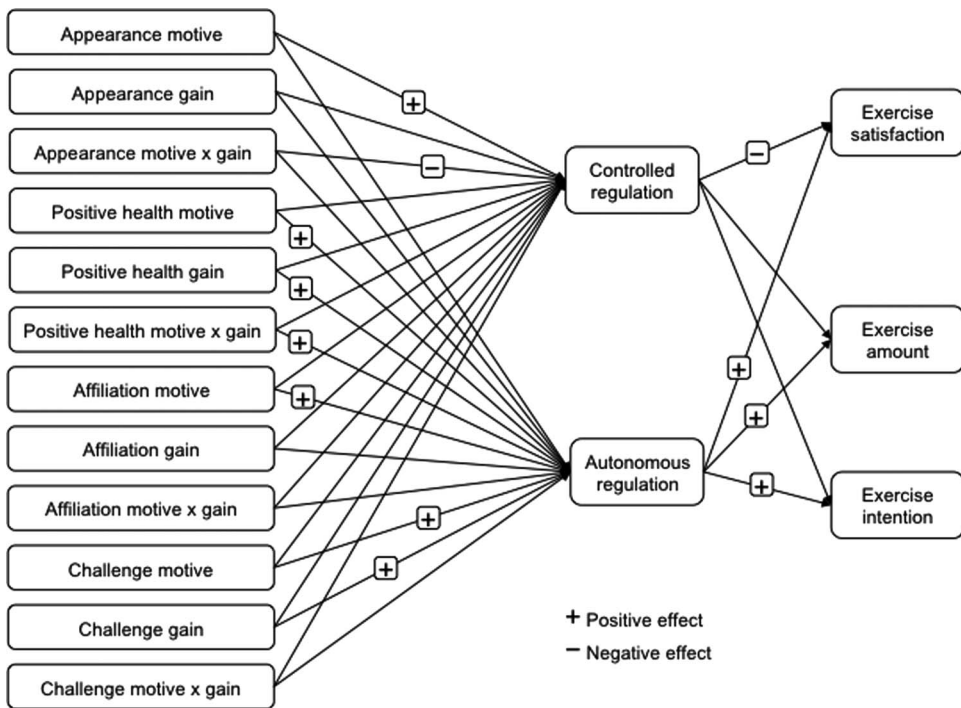 Appearance motive
Appearance gain
Appearance motive x gain
Positive health motive
Positive health gain
Positive health motive x gain
Affiliation motive
Affiliation gain
Affiliation motive x gain
Challenge motive
Challenge gain
Challenge motive x gain
+
−
+
+
+
+
+
+
Controlled
regulation
Autonomous
regulation
−
+
+
+
Exercise
satisfaction
Exercise
amount
Exercise
intention
+ Positive effect
− Negative effect